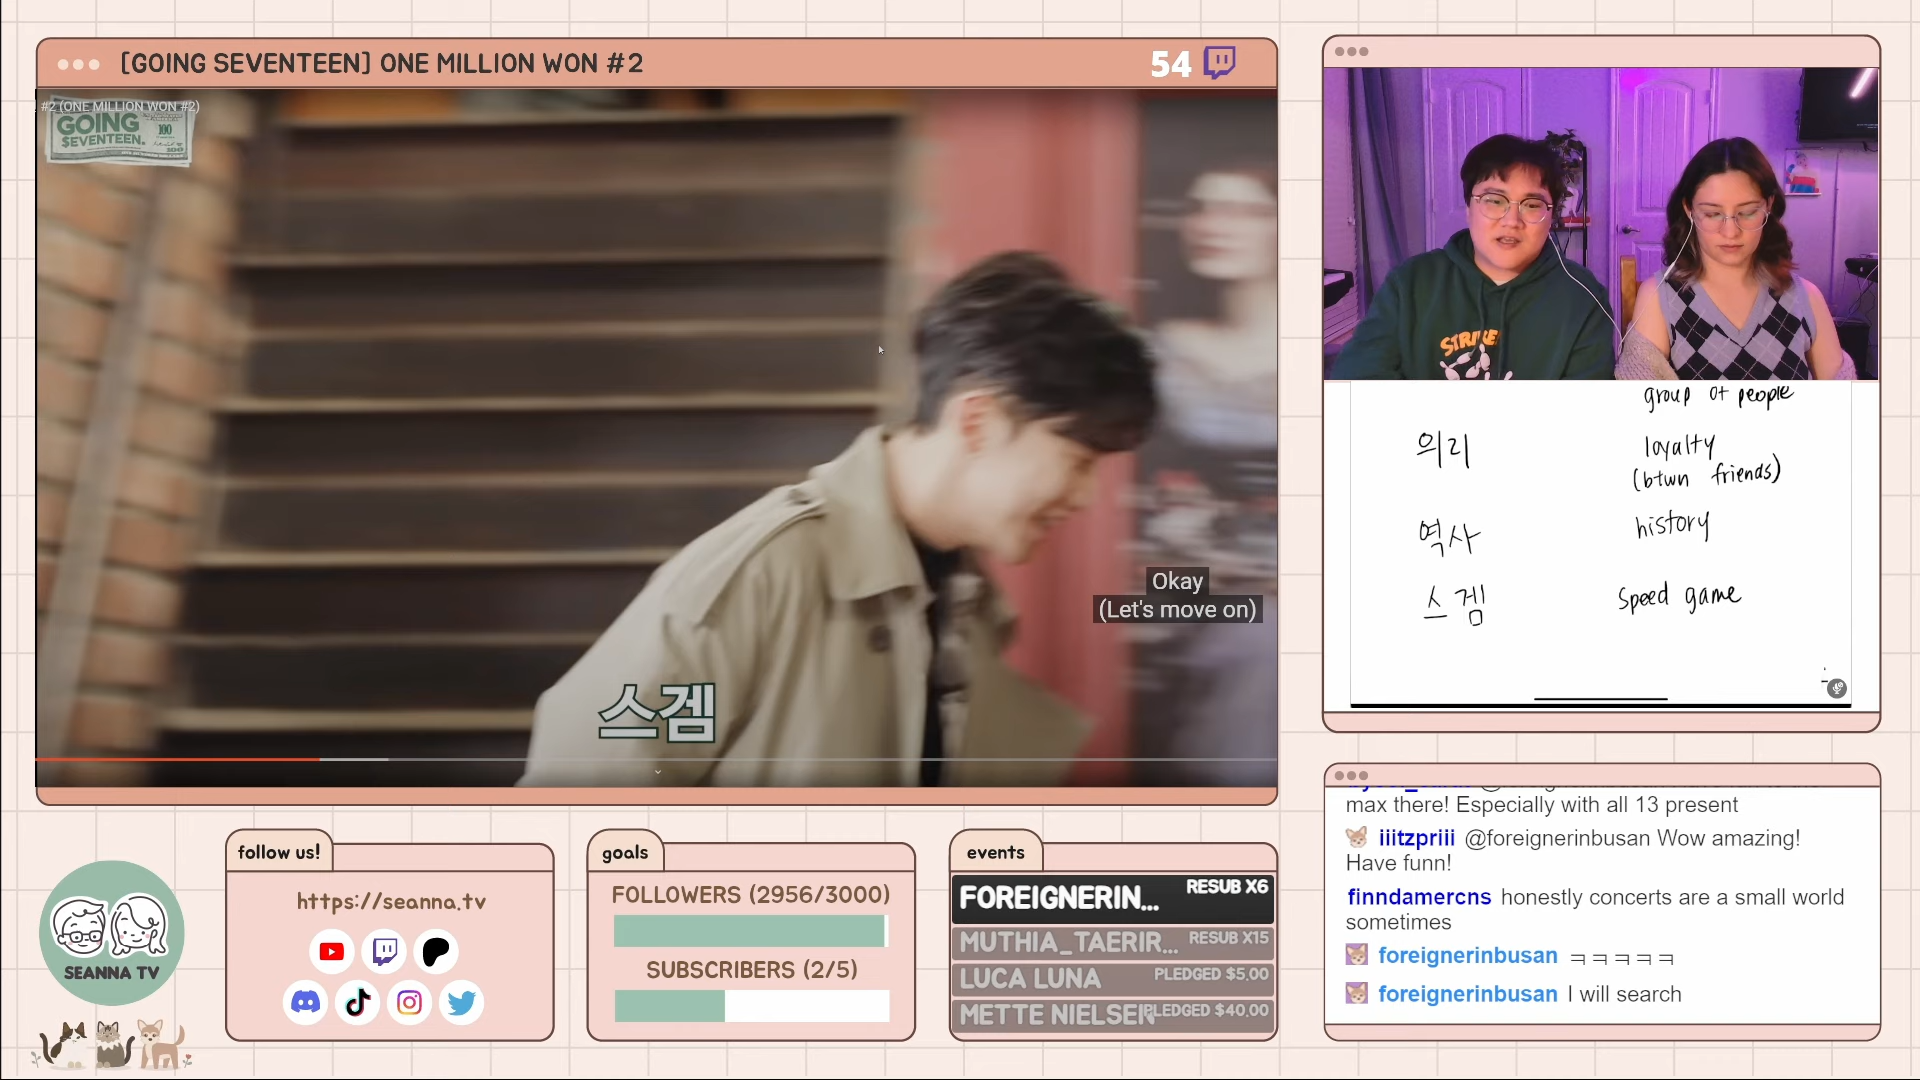 [GOING SEVENTEEN] ONE MILLION WON #2
54
#2 (ONE MILLION WON #2)
GOING
$EVENTEEN.
100
Okay
(Let's move on)
스겜
STRIKE
group of people
의리
loyalty
(btwn friends)
역사
history
스겜
speed game
max there! Especially with all 13 present
iiitzpriii @foreignerinbusan Wow amazing!
Have funn!
finndamercns honestly concerts are a small world
sometimes
foreignerinbusan ㅋㅋㅋㅋㅋ
foreignerinbusan I will search
SEANNA TV
follow us!
https://seanna.tv
goals
FOLLOWERS (2956/3000)
SUBSCRIBERS (2/5)
events
FOREIGNERIN... RESUB X6
MUTHIA_TAERIR... RESUB X15
LUCA LUNA PLEDGED $5.00
METTE NIELSEN PLEDGED $40.00